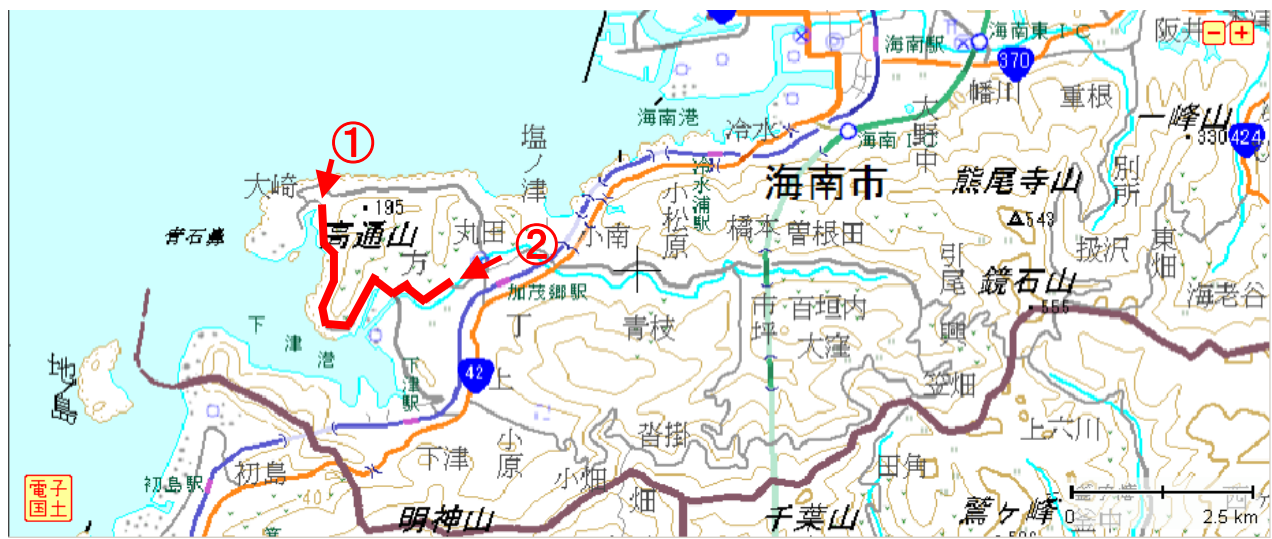 海南駅
海南東IC
阪井
370
幡川
重根
一峰山
330
424
海南港
冷水
海南IC
大野中
塩ノ津
①
大崎
195
高通山
青石鼻
丸田
方
②
小南
冷水浦駅
小松原
海南市
熊尾寺山
543
別所
橋本
曽根田
引尾
扱沢
東畑
鏡石山
555
海老谷
加茂郷駅
丁
青枝
市坪
百垣内
大窪
興
笠畑
下津港
下津駅
42
上
沓掛
上六川
小原
下津
小畑
畑
田角
初島駅
初島
40
明神山
千葉山
鷲ヶ峰
電子
国土
0
2.5 km